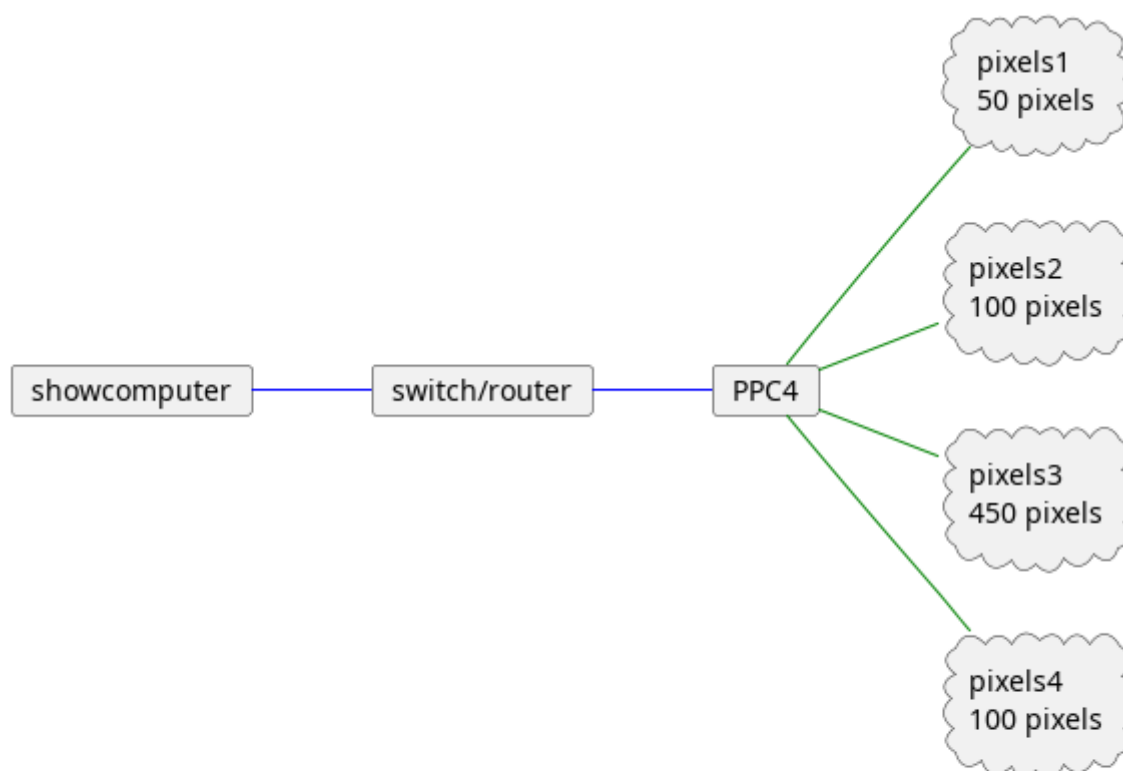 showcomputer
switch/router
PPC4
pixels1
50 pixels
pixels2
100 pixels
pixels3
450 pixels
pixels4
100 pixels